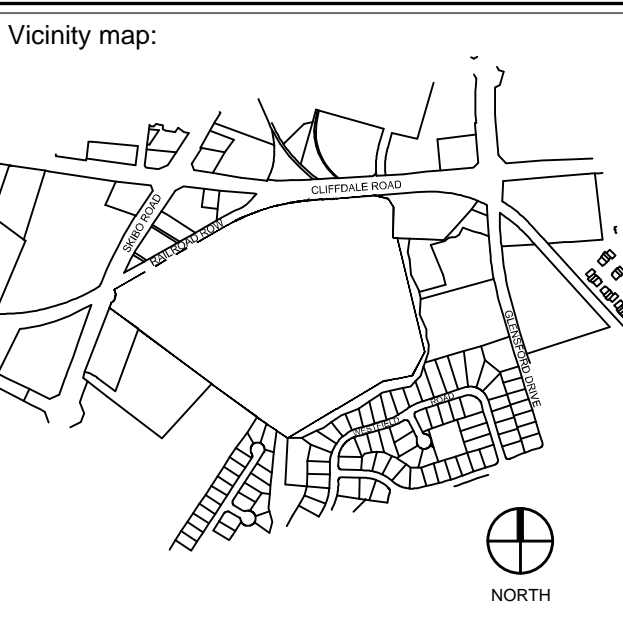 Vicinity map:
CLIFFDALE ROAD
SKIBO ROAD
RAILROAD ROW
GLENSFORD DRIVE
WESTFIELD ROAD
NORTH